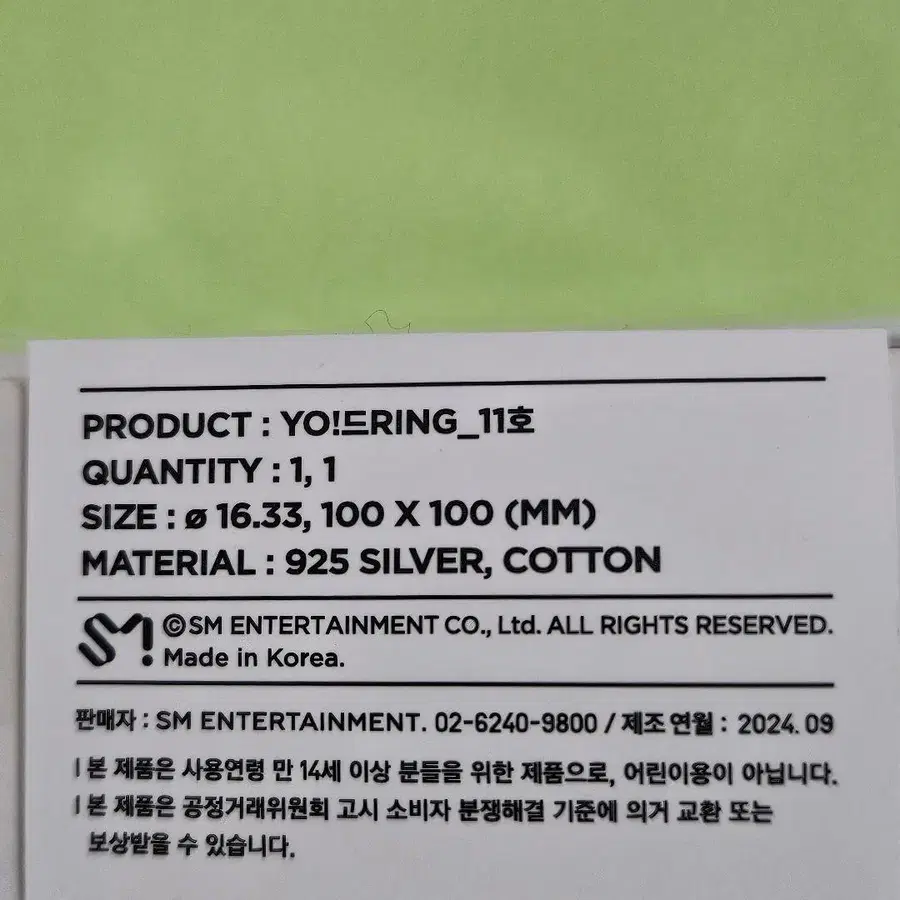 PRODUCT : YO!드RING_11호
QUANTITY : 1, 1
SIZE : ø 16.33, 100 X 100 (MM)
MATERIAL : 925 SILVER, COTTON
SM! ©SM ENTERTAINMENT CO., Ltd. ALL RIGHTS RESERVED.
Made in Korea.
판매자 : SM ENTERTAINMENT. 02-6240-9800 / 제조연월 : 2024. 09
| 본 제품은 사용연령 만 14세 이상 분들을 위한 제품으로, 어린이용이 아닙니다.
| 본 제품은 공정거래위원회 고시 소비자 분쟁해결 기준에 의거 교환 또는
보상받을 수 있습니다.